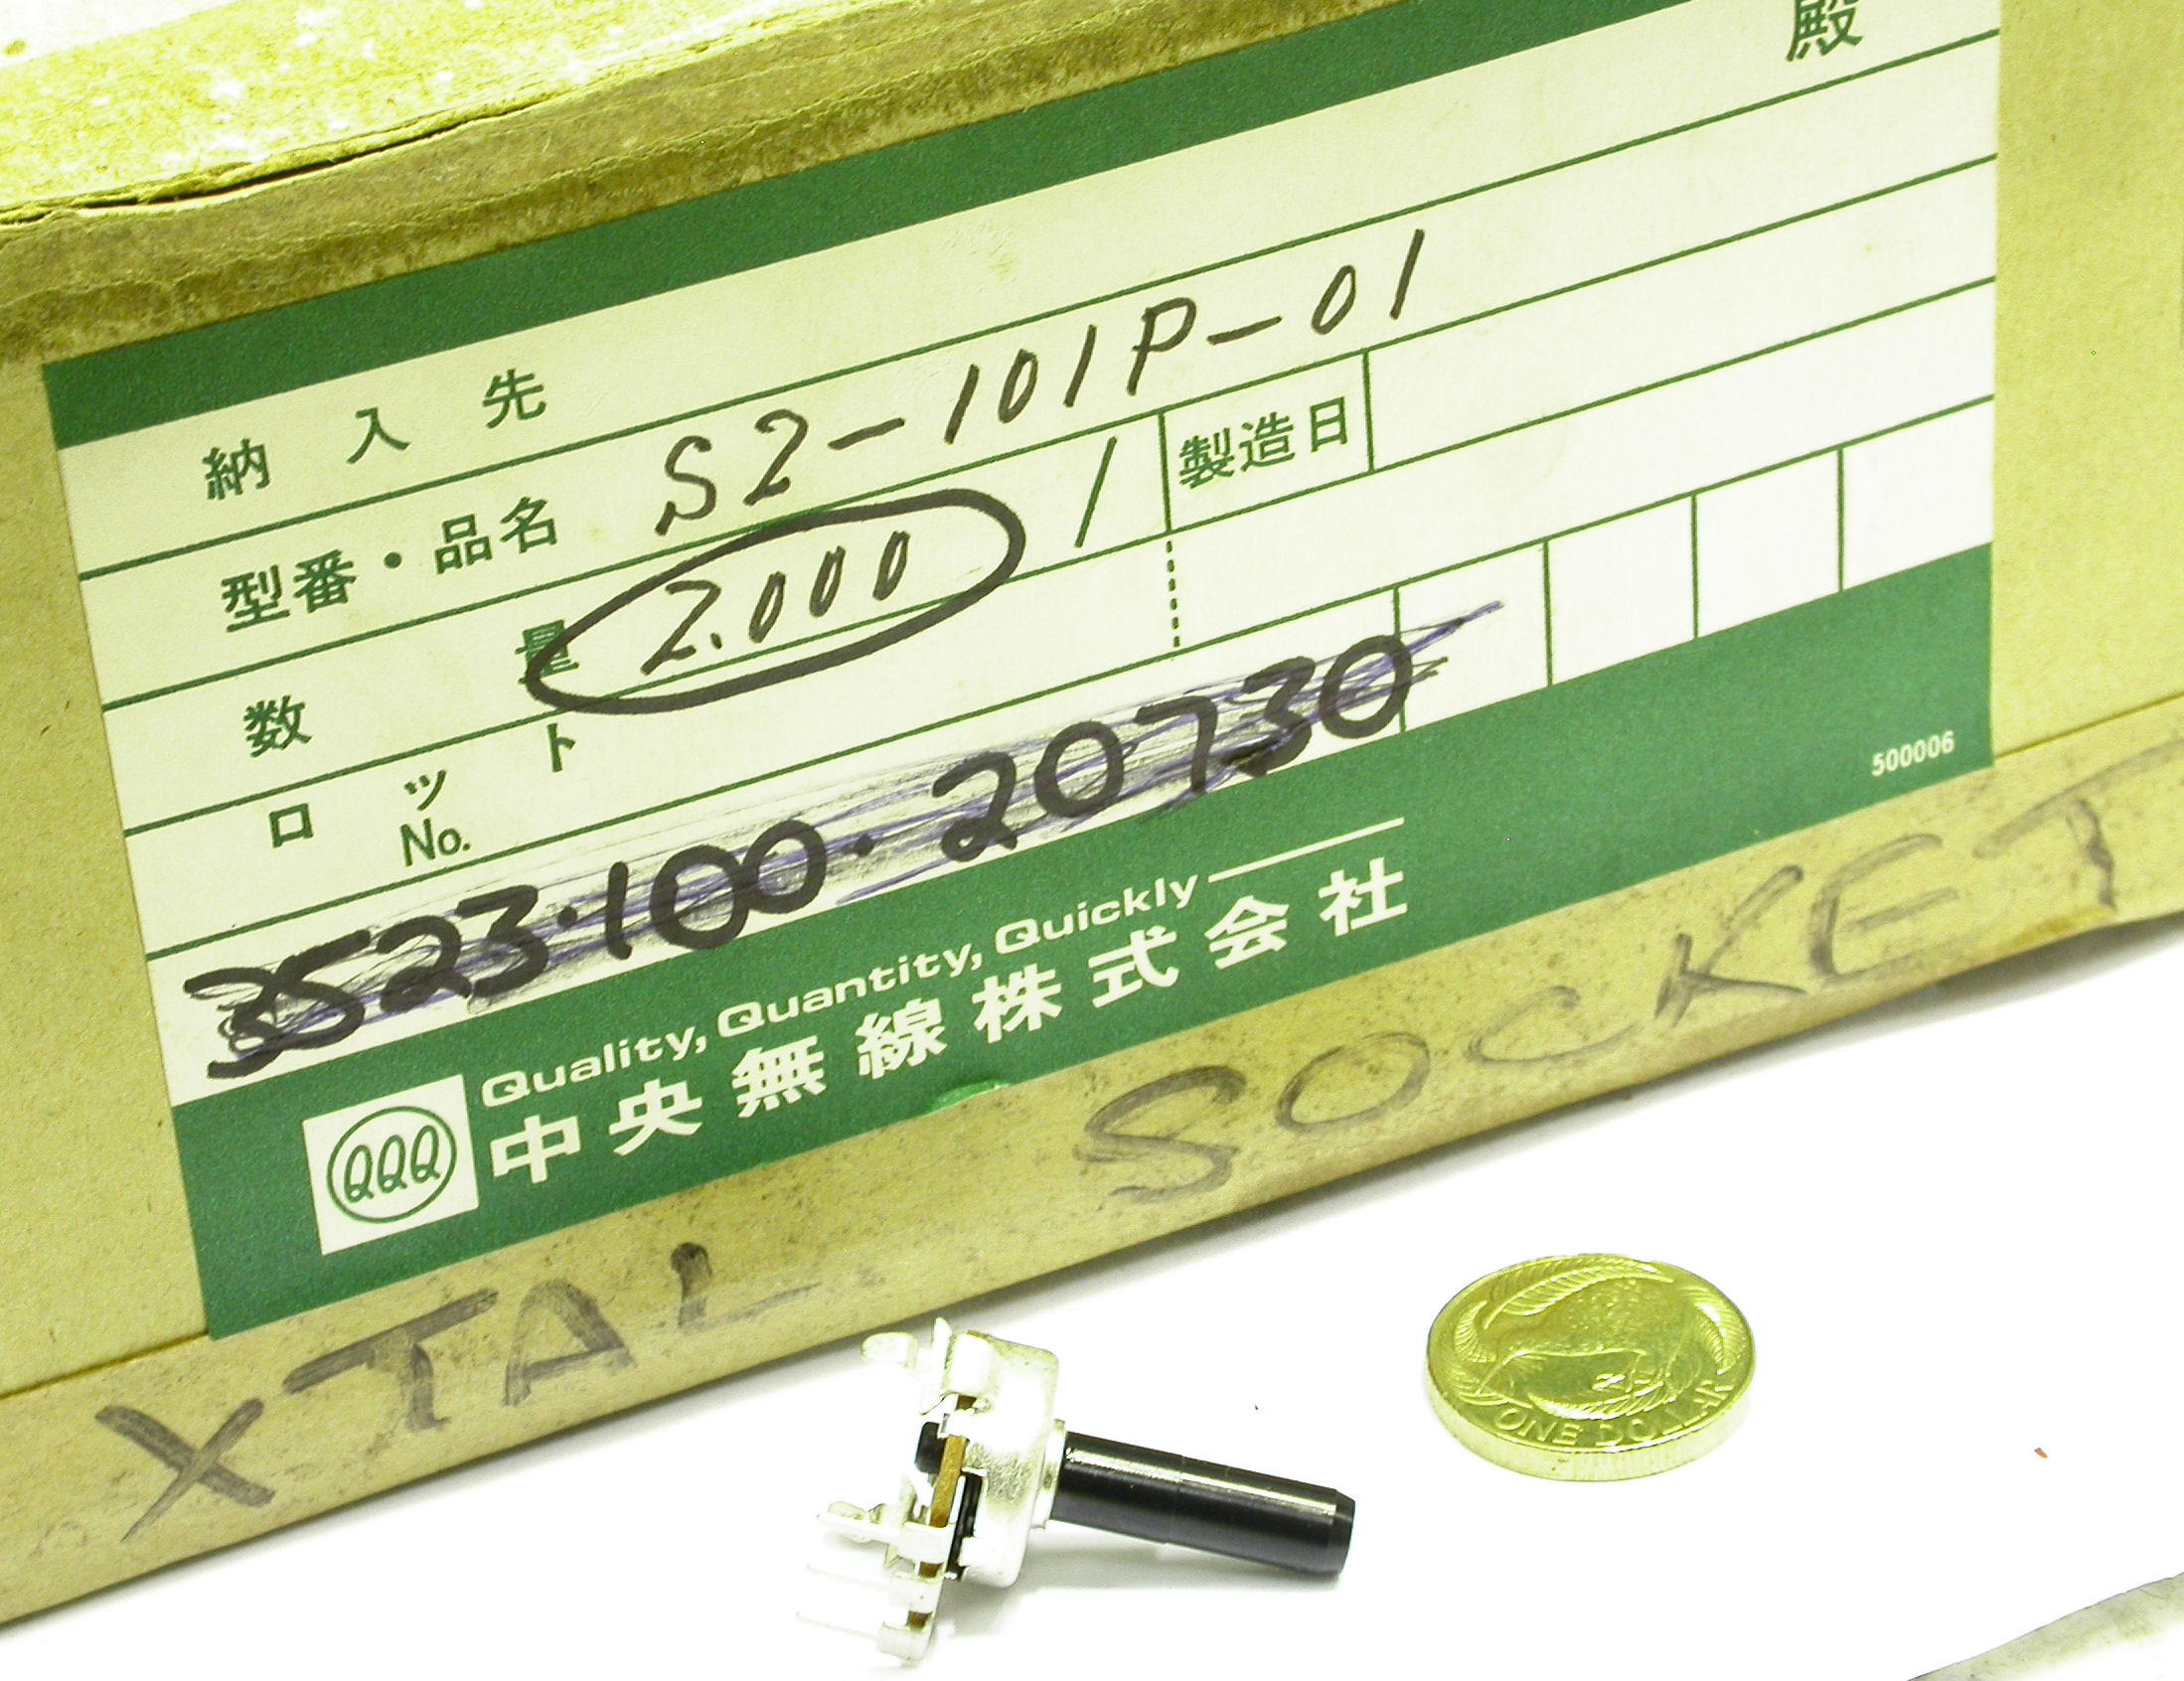 殿
納入先
型番・品名 S2-101P-01
数量 2.000 / 製造日
ロット No.
3523・100・20730
500006
Quality, Quantity, Quickly
QQQ 中央無線株式会社
XTAL SOCKET
ONE DOLLAR